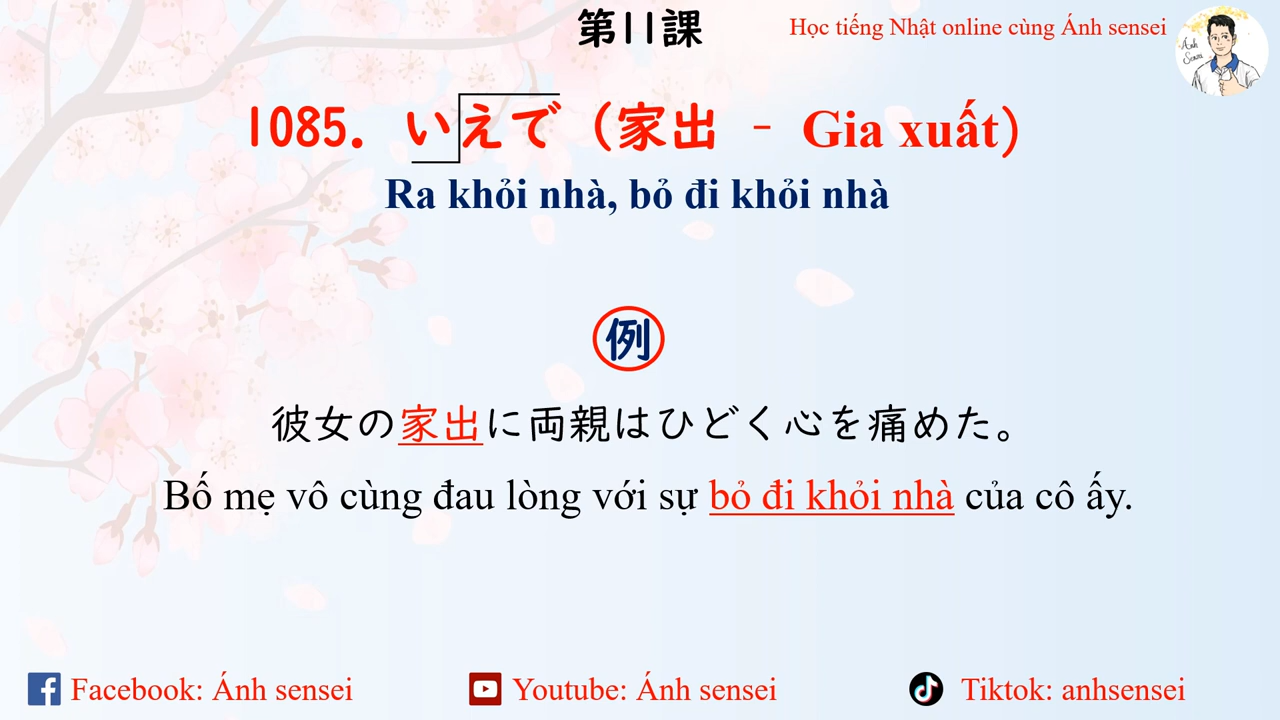 第11課
Học tiếng Nhật online cùng Ánh sensei
Ánh Sensei
1085. いえで (家出 - Gia xuất)
Ra khỏi nhà, bỏ đi khỏi nhà
例
彼女の家出に両親はひどく心を痛めた。
Bố mẹ vô cùng đau lòng với sự bỏ đi khỏi nhà của cô ấy.
Facebook: Ánh sensei
Youtube: Ánh sensei
Tiktok: anhsensei